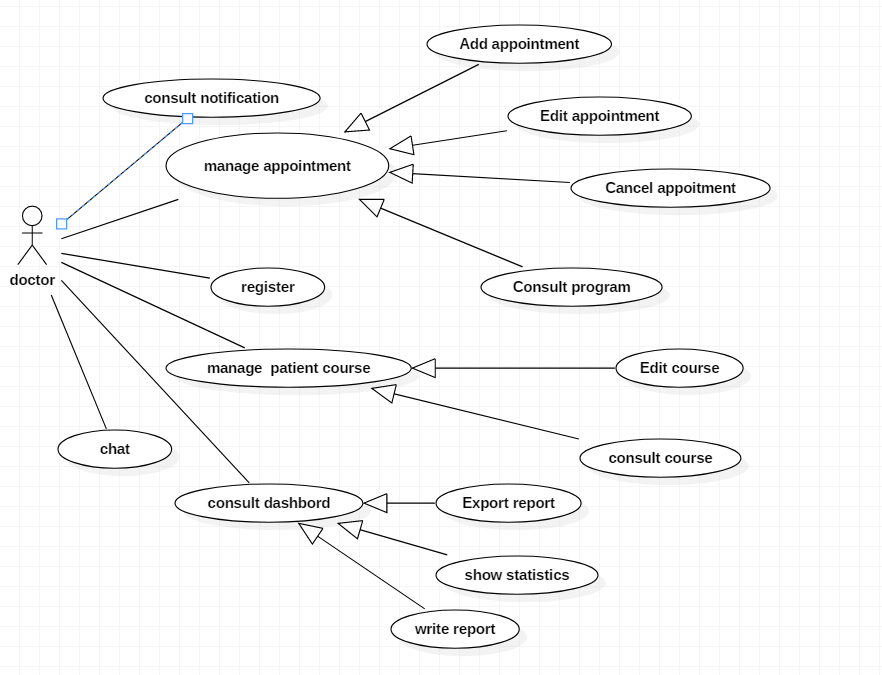 Add appointment
consult notification
Edit appointment
manage appointment
Cancel appoitment
doctor
register
Consult program
manage  patient course
Edit course
chat
consult course
consult dashbord
Export report
show statistics
write report